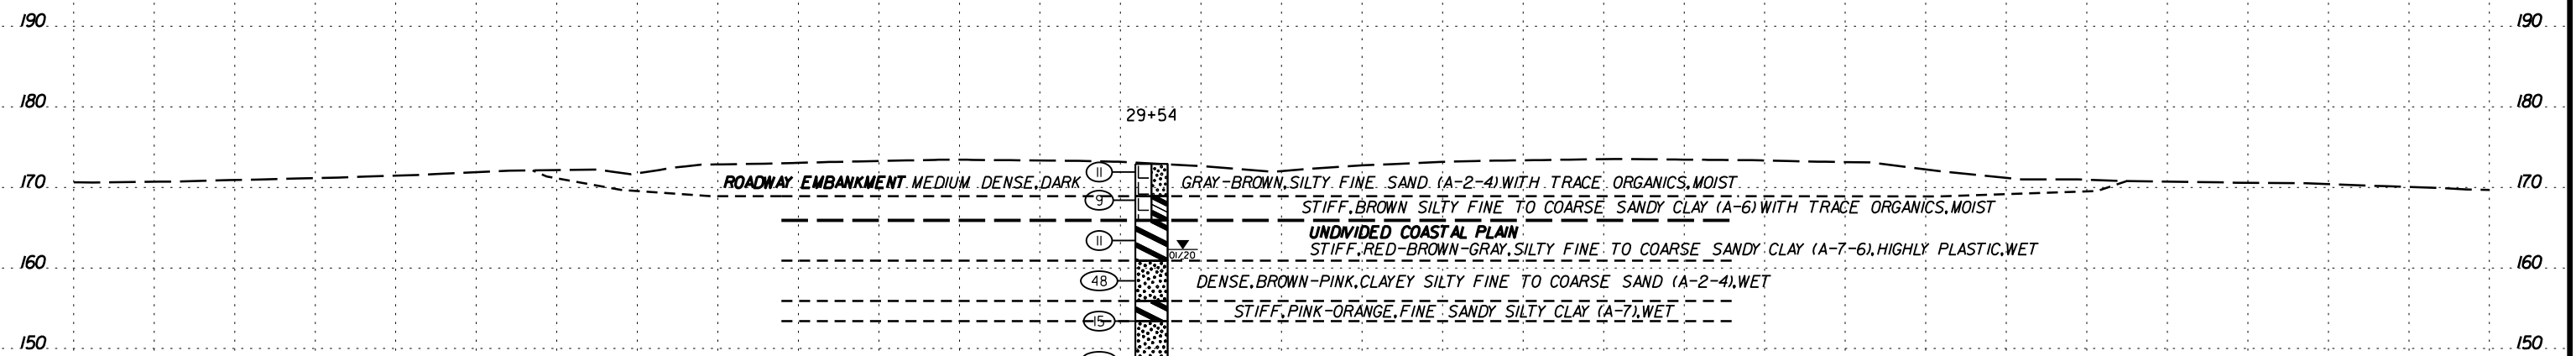 190 190
180 180
29+54
11
170 ROADWAY EMBANKMENT MEDIUM DENSE, DARK GRAY-BROWN, SILTY FINE SAND (A-2-4) WITH TRACE ORGANICS, MOIST 170
9 STIFF, BROWN SILTY FINE TO COARSE SANDY CLAY (A-6) WITH TRACE ORGANICS, MOIST
UNDIVIDED COASTAL PLAIN
11 STIFF, RED-BROWN-GRAY, SILTY FINE TO COARSE SANDY CLAY (A-7-6), HIGHLY PLASTIC, WET
01/20
160 160
48 DENSE, BROWN-PINK, CLAYEY SILTY FINE TO COARSE SAND (A-2-4), WET
STIFF, PINK-ORANGE, FINE SANDY SILTY CLAY (A-7), WET
15
150 150